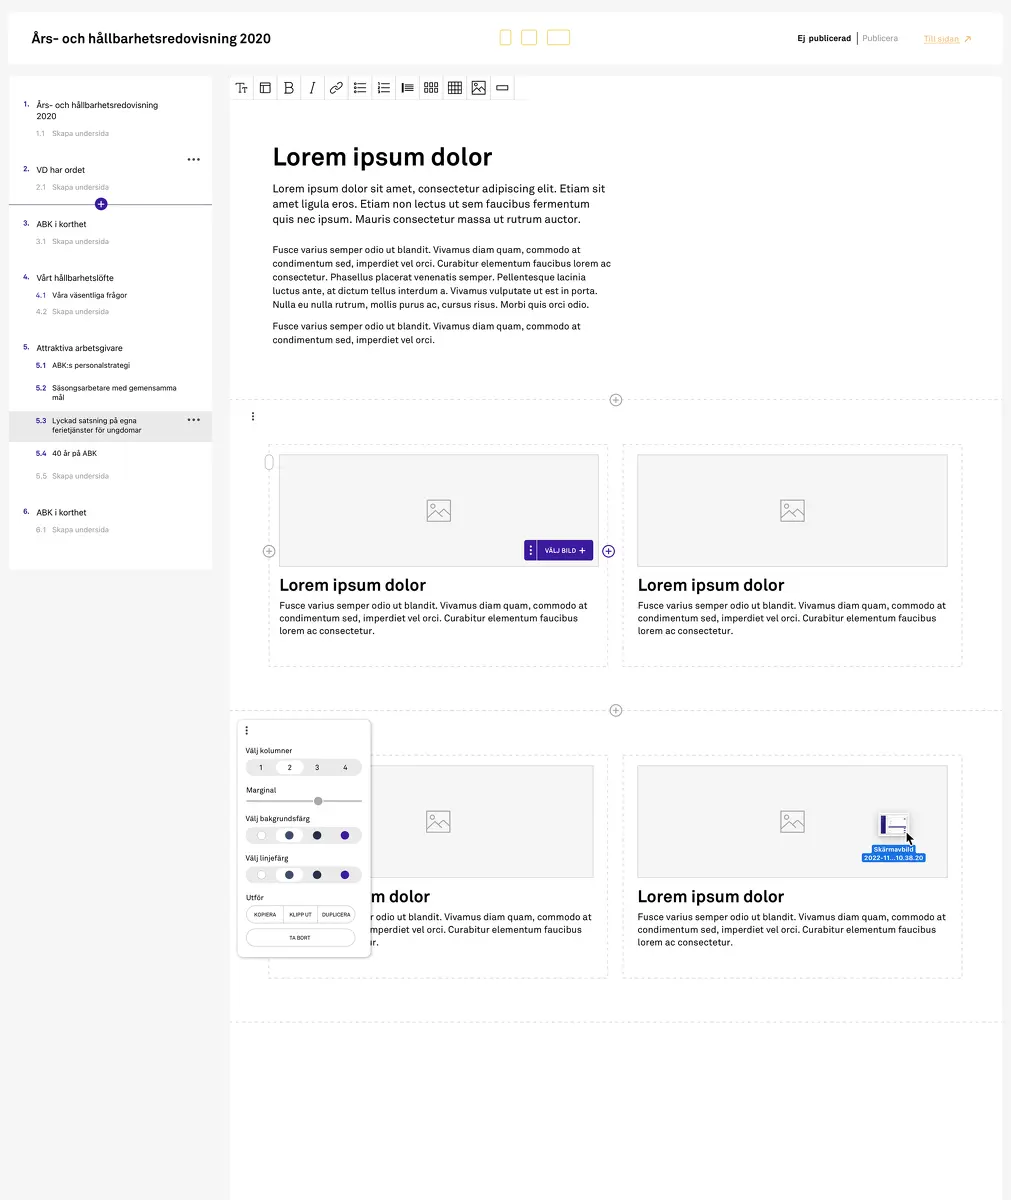 Års- och hållbarhetsredovisning 2020
Ej publicerad
Publicera
Till sidan
1. Års- och hållbarhetsredovisning
2020
1.1 Skapa undersida
2. VD har ordet
2.1 Skapa undersida
3. ABK i korthet
3.1 Skapa undersida
4. Vårt hållbarhetslöfte
4.1 Våra väsentliga frågor
4.2 Skapa undersida
5. Attraktiva arbetsgivare
5.1 ABK:s personalstrategi
5.2 Säsongsarbetare med gemensamma
mål
5.3 Lyckad satsning på egna
ferietjänster för ungdomar
5.4 40 år på ABK
5.5 Skapa undersida
6. ABK i korthet
6.1 Skapa undersida
Lorem ipsum dolor
Lorem ipsum dolor sit amet, consectetur adipiscing elit. Etiam sit
amet ligula eros. Etiam non lectus ut sem faucibus fermentum
quis nec ipsum. Mauris consectetur massa ut rutrum auctor.
Fusce varius semper odio ut blandit. Vivamus diam quam, commodo at
condimentum sed, imperdiet vel orci. Curabitur elementum faucibus lorem ac
consectetur. Phasellus placerat venenatis semper. Pellentesque lacinia
luctus ante, at dictum tellus interdum a. Vivamus vulputate ut est in porta.
Nulla eu nulla rutrum, mollis purus ac, cursus risus. Morbi quis orci odio.
Fusce varius semper odio ut blandit. Vivamus diam quam, commodo at
condimentum sed, imperdiet vel orci.
VÄLJ BILD
Lorem ipsum dolor
Fusce varius semper odio ut blandit. Vivamus diam quam, commodo at
condimentum sed, imperdiet vel orci. Curabitur elementum faucibus
lorem ac consectetur.
Lorem ipsum dolor
Fusce varius semper odio ut blandit. Vivamus diam quam, commodo at
condimentum sed, imperdiet vel orci. Curabitur elementum faucibus
lorem ac consectetur.
Välj kolumner
1 2 3 4
Marginal
Välj bakgrundsfärg
Välj linjefärg
Utför
KOPIERA
KLIPP UT
DUPLICERA
TA BORT
m dolor
r odio ut blandit. Vivamus diam quam, commodo at
mperdiet vel orci. Curabitur elementum faucibus
ur.
Skärmavbild
2022-11...10.38.20
Lorem ipsum dolor
Fusce varius semper odio ut blandit. Vivamus diam quam, commodo at
condimentum sed, imperdiet vel orci. Curabitur elementum faucibus
lorem ac consectetur.